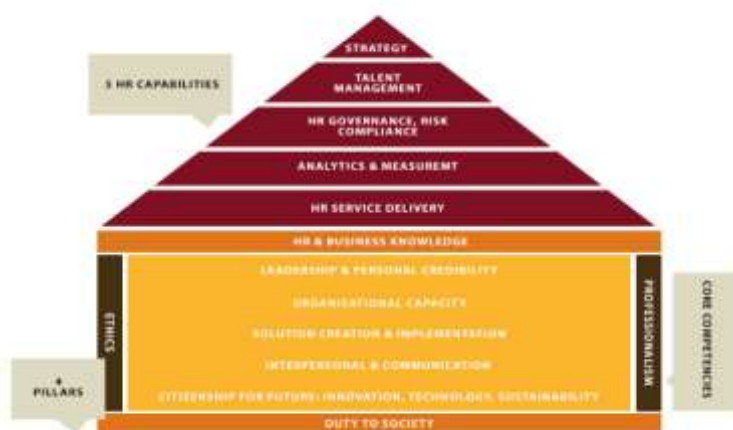 STRATEGY
5 HR CAPABILITIES
TALENT
MANAGEMENT
HR GOVERNANCE, RISK
COMPLIANCE
ANALYTICS & MEASUREMT
HR SERVICE DELIVERY
HR & BUSINESS KNOWLEDGE
LEADERSHIP & PERSONAL CREDIBILITY
ORGANISATIONAL CAPACITY
SOLUTION CREATION & IMPLEMENTATION
INTERPERSONAL & COMMUNICATION
CITIZENSHIP FOR FUTURE: INNOVATION, TECHNOLOGY, SUSTAINABILITY
ETHICS
PROFESSIONALISM
CORE COMPETENCIES
4
PILLARS
DUTY TO SOCIETY